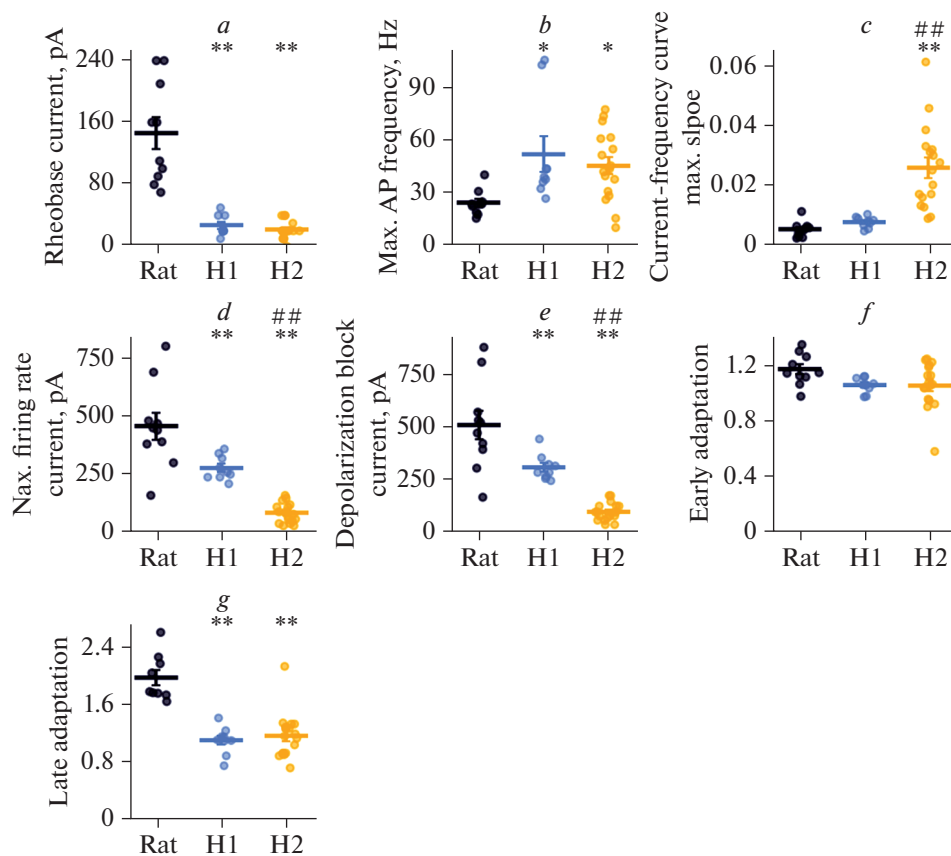 a
** **
Rheobase current, pA
240
160
80
0
Rat H1 H2
b
* *
Max. AP frequency, Hz
90
60
30
0
Rat H1 H2
c ##
**
Current-frequency curve
max. slpoe
0.06
0.04
0.02
0
Rat H1 H2
d ##
** **
Nax. firing rate
current, pA
750
500
250
0
Rat H1 H2
e ##
** **
Depolarization block
current, pA
750
500
250
0
Rat H1 H2
f
Early adaptation
1.2
0.8
0.4
0
Rat H1 H2
g
** **
Late adaptation
2.4
1.6
0.8
0
Rat H1 H2